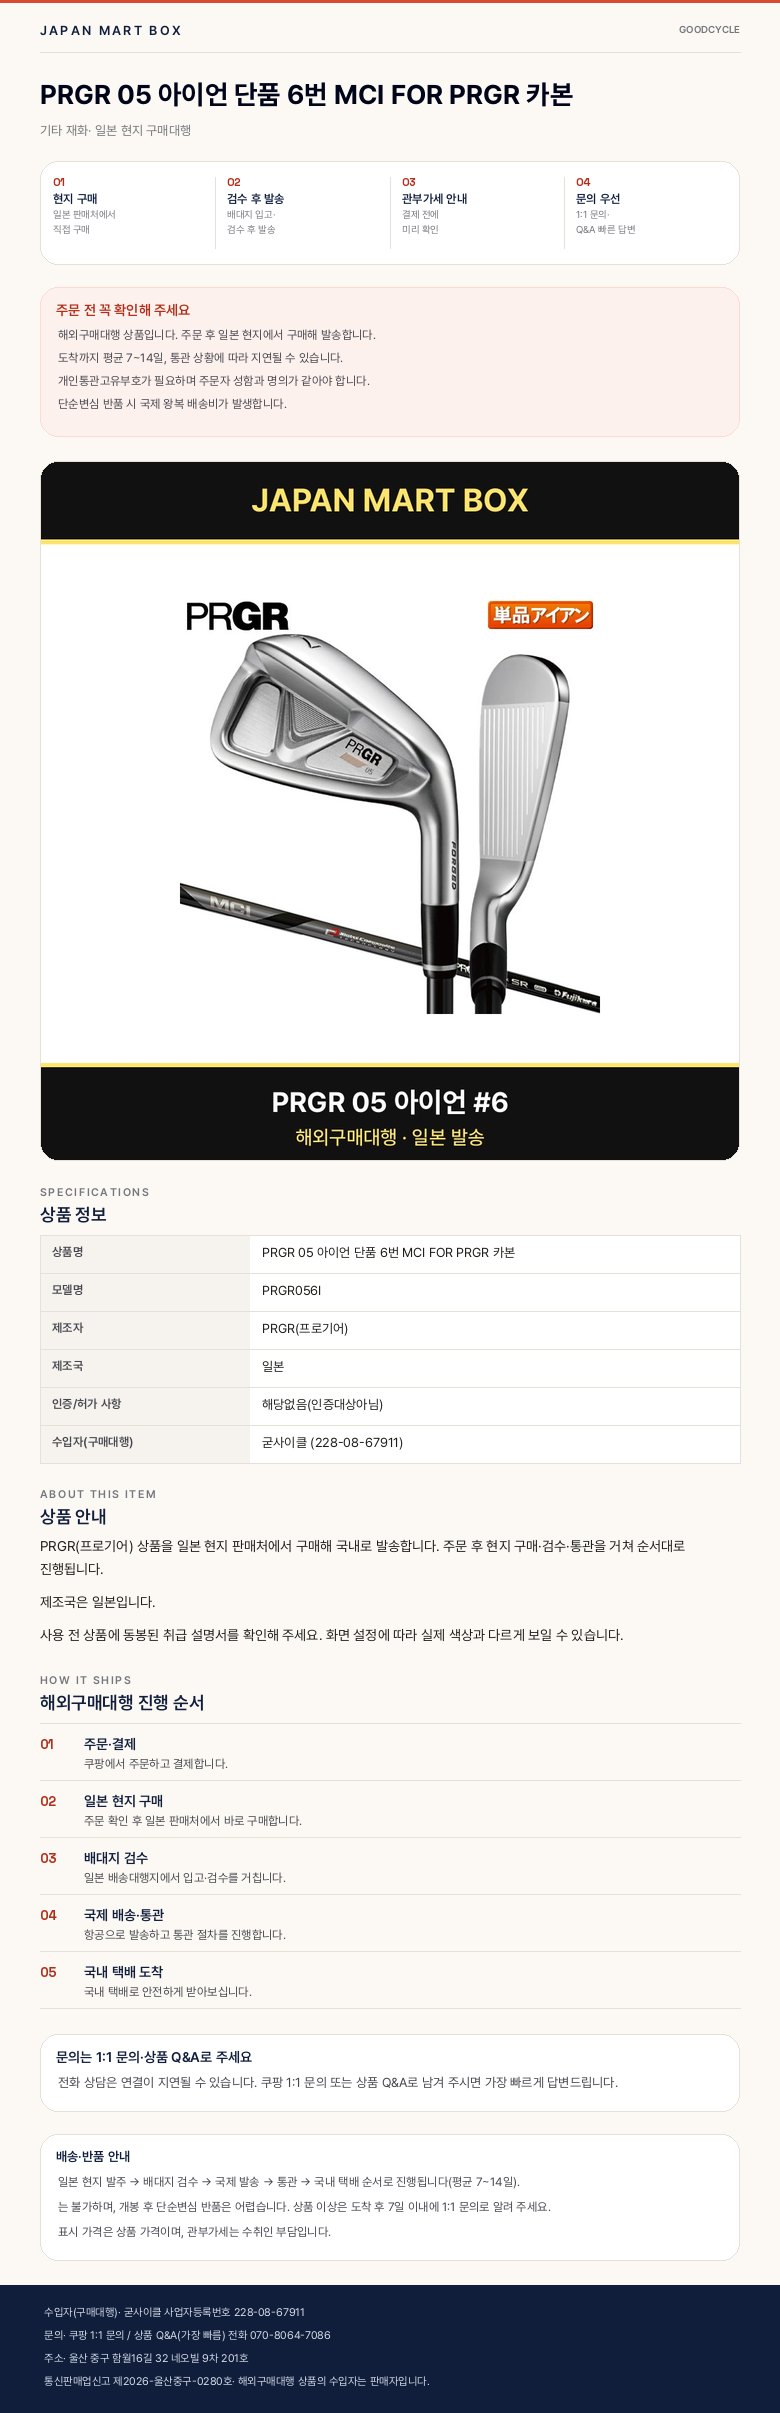 JAPAN MART BOX
GOODCYCLE
PRGR 05 아이언 단품 6번 MCI FOR PRGR 카본
기타 재화· 일본 현지 구매대행
01
현지 구매
일본 판매처에서
직접 구매
02
검수 후 발송
배대지 입고·
검수 후 발송
03
관부가세 안내
결제 전에
미리 확인
04
문의 우선
1:1 문의·
Q&A 빠른 답변
주문 전 꼭 확인해 주세요
해외구매대행 상품입니다. 주문 후 일본 현지에서 구매해 발송합니다.
도착까지 평균 7~14일, 통관 상황에 따라 지연될 수 있습니다.
개인통관고유부호가 필요하며 주문자 성함과 명의가 같아야 합니다.
단순변심 반품 시 국제 왕복 배송비가 발생합니다.
JAPAN MART BOX
PRGR
単品アイアン
PRGR
05
FORGED
MCI
SR
Fujikura
PRGR 05 아이언 #6
해외구매대행 · 일본 발송
SPECIFICATIONS
상품 정보
상품명 PRGR 05 아이언 단품 6번 MCI FOR PRGR 카본
모델명 PRGR056I
제조자 PRGR(프로기어)
제조국 일본
인증/허가 사항 해당없음(인증대상아님)
수입자(구매대행) 굳사이클 (228-08-67911)
ABOUT THIS ITEM
상품 안내
PRGR(프로기어) 상품을 일본 현지 판매처에서 구매해 국내로 발송합니다. 주문 후 현지 구매·검수·통관을 거쳐 순서대로
진행됩니다.
제조국은 일본입니다.
사용 전 상품에 동봉된 취급 설명서를 확인해 주세요. 화면 설정에 따라 실제 색상과 다르게 보일 수 있습니다.
HOW IT SHIPS
해외구매대행 진행 순서
01 주문·결제
쿠팡에서 주문하고 결제합니다.
02 일본 현지 구매
주문 확인 후 일본 판매처에서 바로 구매합니다.
03 배대지 검수
일본 배송대행지에서 입고·검수를 거칩니다.
04 국제 배송·통관
항공으로 발송하고 통관 절차를 진행합니다.
05 국내 택배 도착
국내 택배로 안전하게 받아보십니다.
문의는 1:1 문의·상품 Q&A로 주세요
전화 상담은 연결이 지연될 수 있습니다. 쿠팡 1:1 문의 또는 상품 Q&A로 남겨 주시면 가장 빠르게 답변드립니다.
배송·반품 안내
일본 현지 발주 → 배대지 검수 → 국제 발송 → 통관 → 국내 택배 순서로 진행됩니다(평균 7~14일).
는 불가하며, 개봉 후 단순변심 반품은 어렵습니다. 상품 이상은 도착 후 7일 이내에 1:1 문의로 알려 주세요.
표시 가격은 상품 가격이며, 관부가세는 수취인 부담입니다.
수입자(구매대행)· 굳사이클 사업자등록번호 228-08-67911
문의· 쿠팡 1:1 문의 / 상품 Q&A(가장 빠름) 전화 070-8064-7086
주소· 울산 중구 함월16길 32 네오빌 9차 201호
통신판매업신고 제2026-울산중구-0280호· 해외구매대행 상품의 수입자는 판매자입니다.